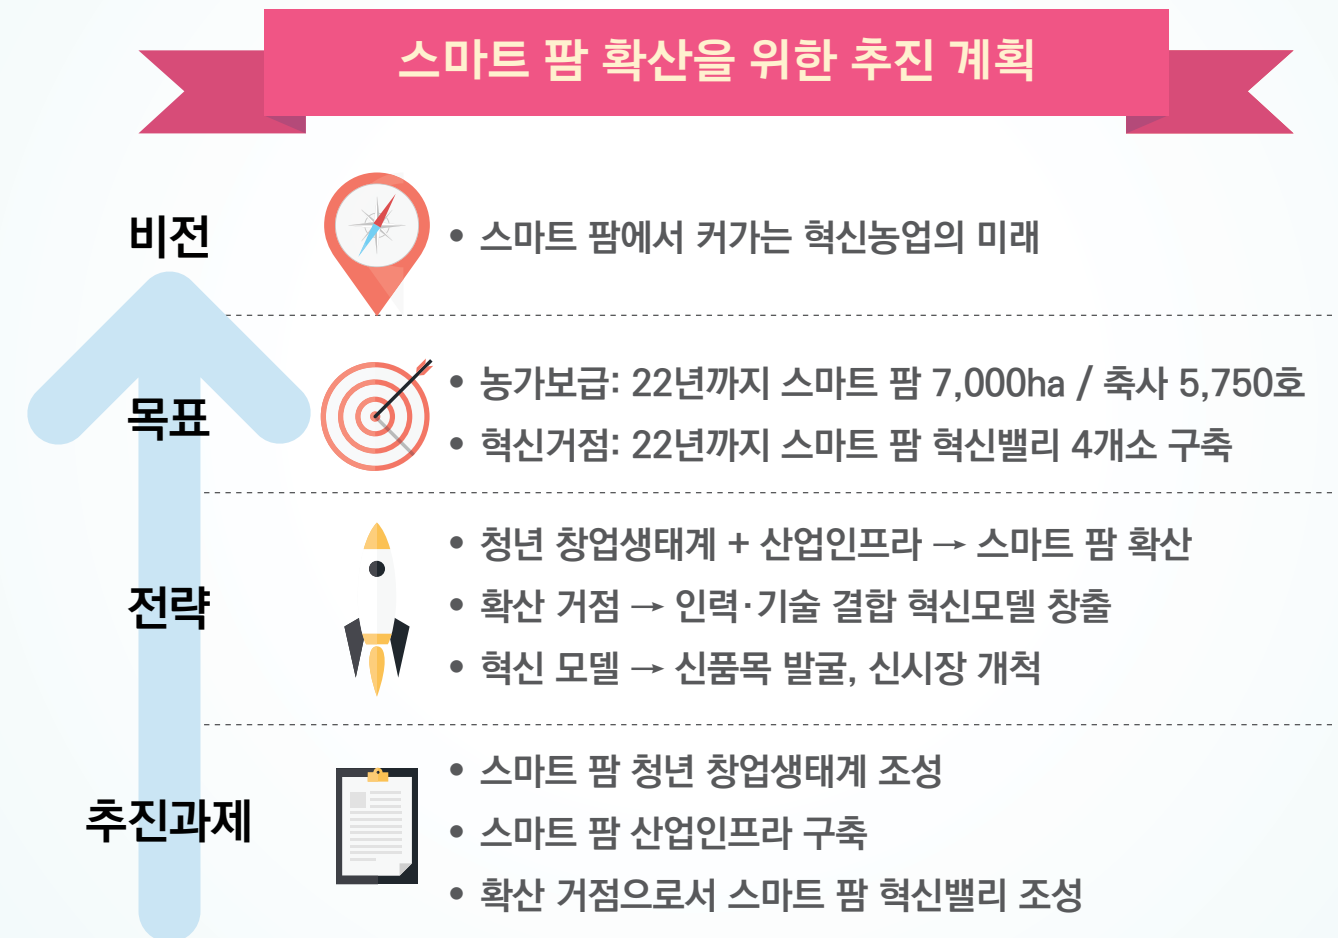 스마트 팜 확산을 위한 추진 계획
비전
• 스마트 팜에서 커가는 혁신농업의 미래
목표
• 농가보급: 22년까지 스마트 팜 7,000ha / 축사 5,750호
• 혁신거점: 22년까지 스마트 팜 혁신밸리 4개소 구축
전략
• 청년 창업생태계 + 산업인프라 → 스마트 팜 확산
• 확산 거점 → 인력·기술 결합 혁신모델 창출
• 혁신 모델 → 신품목 발굴, 신시장 개척
추진과제
• 스마트 팜 청년 창업생태계 조성
• 스마트 팜 산업인프라 구축
• 확산 거점으로서 스마트 팜 혁신밸리 조성